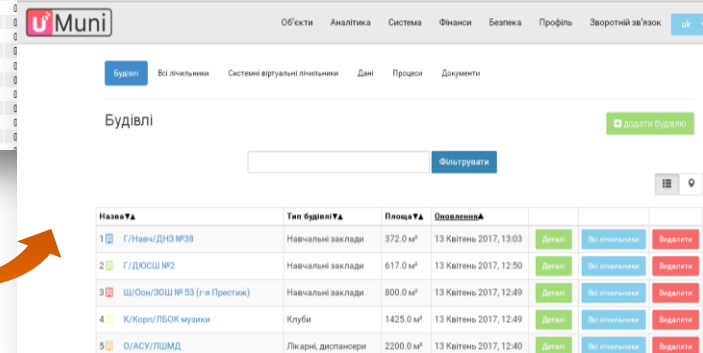 uMuni Об'єкти Аналітика Система Фінанси Безпека Профіль Зворотній зв'язок uk
Будівлі Всі лічильники Системні віртуальні лічильники Дані Процеси Документи
Будівлі
додати будівлю
Фільтрувати
Назва▼▲ Тип будівлі▼▲ Площа▼▲ Оновлення▲
1 Г/Навч/ДНЗ №38 Навчальні заклади 372.0 м² 13 Квітень 2017, 13:03 Деталі Всі лічильники Видалити
2 Г/ДЮСШ №2 Навчальні заклади 617.0 м² 13 Квітень 2017, 12:50 Деталі Всі лічильники Видалити
3 Ш/Оон/ЗОШ № 53 (г-я Престиж) Навчальні заклади 800.0 м² 13 Квітень 2017, 12:49 Деталі Всі лічильники Видалити
4 К/Корп/ЛБОК музики Клуби 1425.0 м² 13 Квітень 2017, 12:49 Деталі Всі лічильники Видалити
5 О/АСУ/ЛШМД Лікарні, диспансери 2200.0 м² 13 Квітень 2017, 12:40 Деталі Всі лічильники Видалити